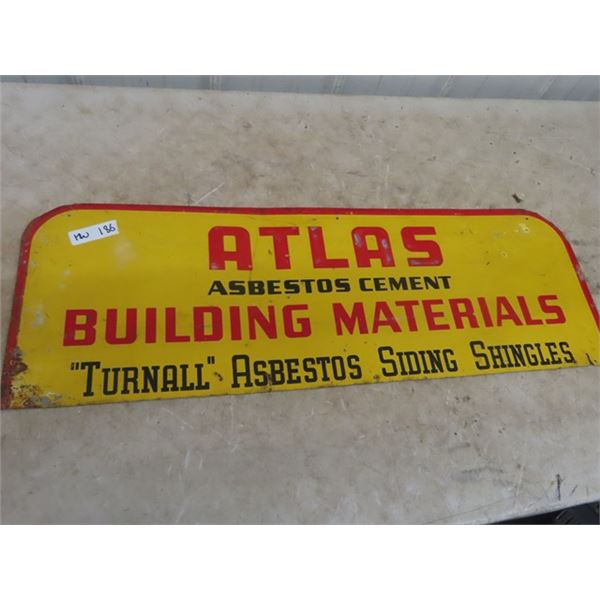 MW 186
ATLAS
ASBESTOS CEMENT
BUILDING MATERIALS
"TURNALL" ASBESTOS SIDING SHINGLES